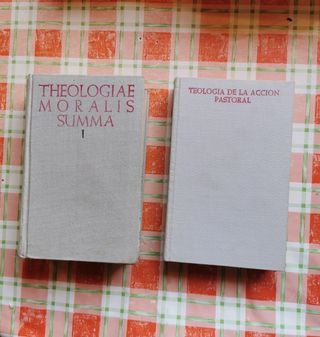 THEOLOGIAE
MORALIS
SUMMA
I
TEOLOGIA DE LA ACCION
PASTORAL